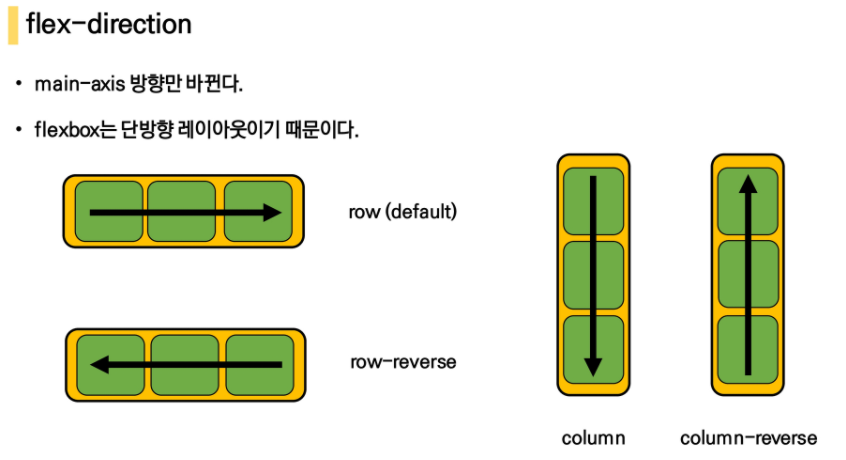 flex-direction
• main-axis 방향만 바뀐다.
• flexbox는 단방향 레이아웃이기 때문이다.
row (default)
row-reverse
column
column-reverse